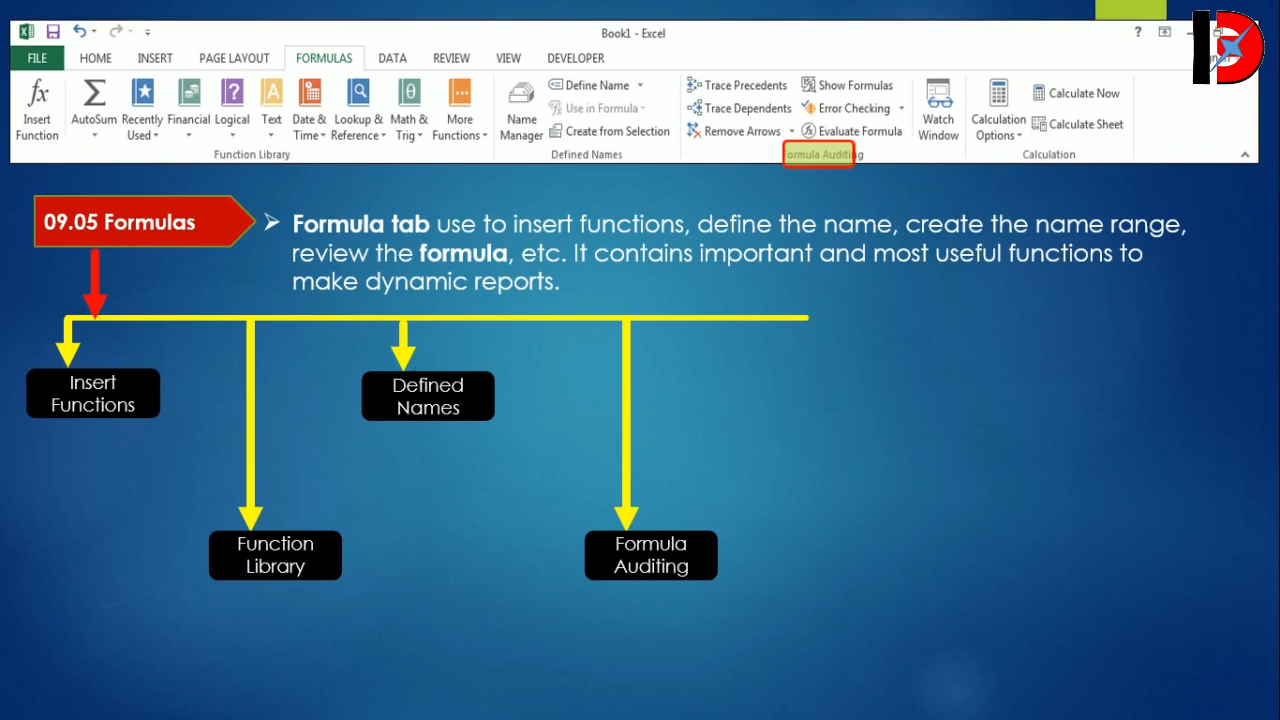 Book1 - Excel
?
FILE HOME INSERT PAGE LAYOUT FORMULAS DATA REVIEW VIEW DEVELOPER
fx Σ ? A θ
Insert Function
AutoSum
Recently Used
Financial
Logical
Text
Date & Time
Lookup & Reference
Math & Trig
More Functions
Function Library
Name Manager
Define Name
Use in Formula
Create from Selection
Defined Names
Trace Precedents
Trace Dependents
Remove Arrows
Show Formulas
Error Checking
Evaluate Formula
Formula Auditing
Watch Window
Calculation Options
Calculate Now
Calculate Sheet
Calculation
09.05 Formulas
➢ Formula tab use to insert functions, define the name, create the name range,
review the formula, etc. It contains important and most useful functions to
make dynamic reports.
Insert
Functions
Defined
Names
Function
Library
Formula
Auditing